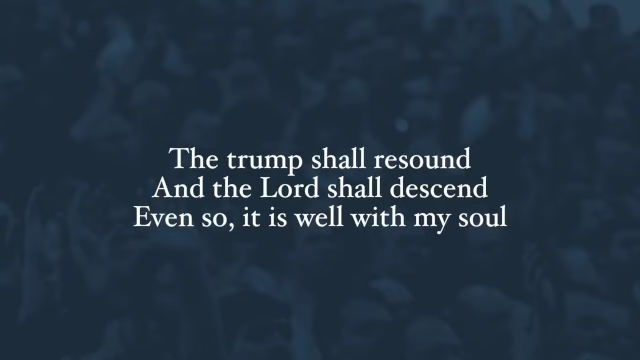 The trump shall resound
And the Lord shall descend
Even so, it is well with my soul